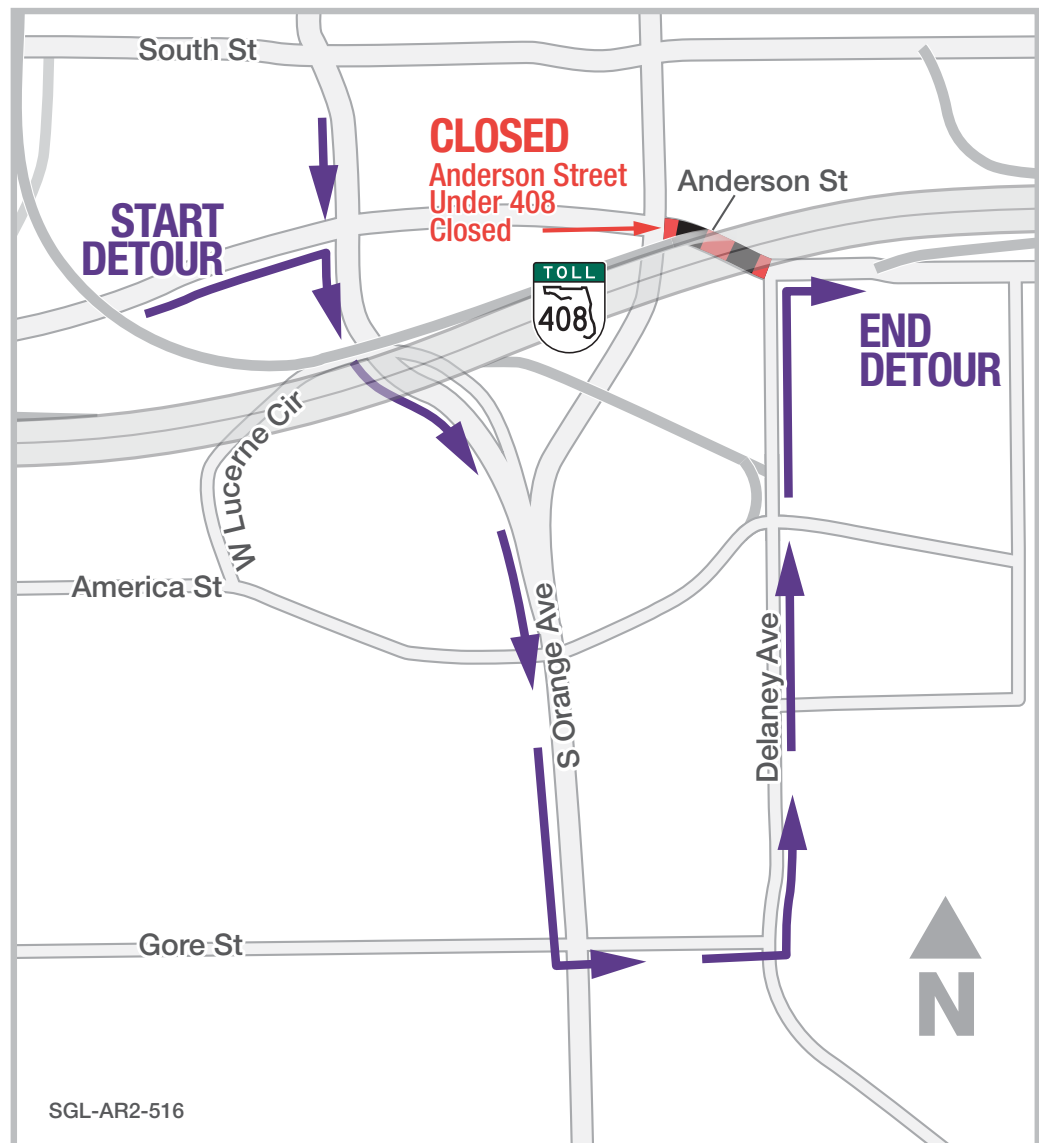 South St
CLOSED
Anderson Street
Under 408
Closed
Anderson St
START
DETOUR
TOLL
408
END
DETOUR
W Lucerne Cir
America St
S Orange Ave
Delaney Ave
Gore St
N
SGL-AR2-516